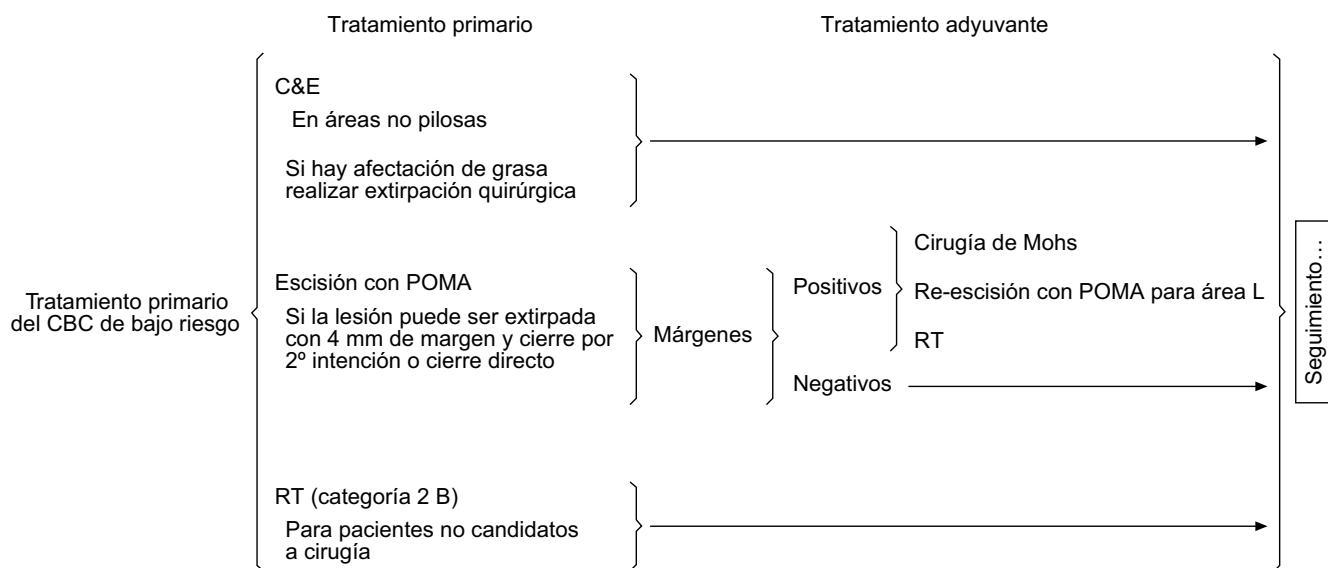 Tratamiento primario
Tratamiento adyuvante
C&E
En áreas no pilosas
Si hay afectación de grasa
realizar extirpación quirúrgica
Tratamiento primario
del CBC de bajo riesgo
Escisión con POMA
Si la lesión puede ser extirpada
con 4 mm de margen y cierre por
2º intención o cierre directo
Márgenes
Positivos
Cirugía de Mohs
Re-escisión con POMA para área L
RT
Negativos
RT (categoría 2 B)
Para pacientes no candidatos
a cirugía
Seguimiento…